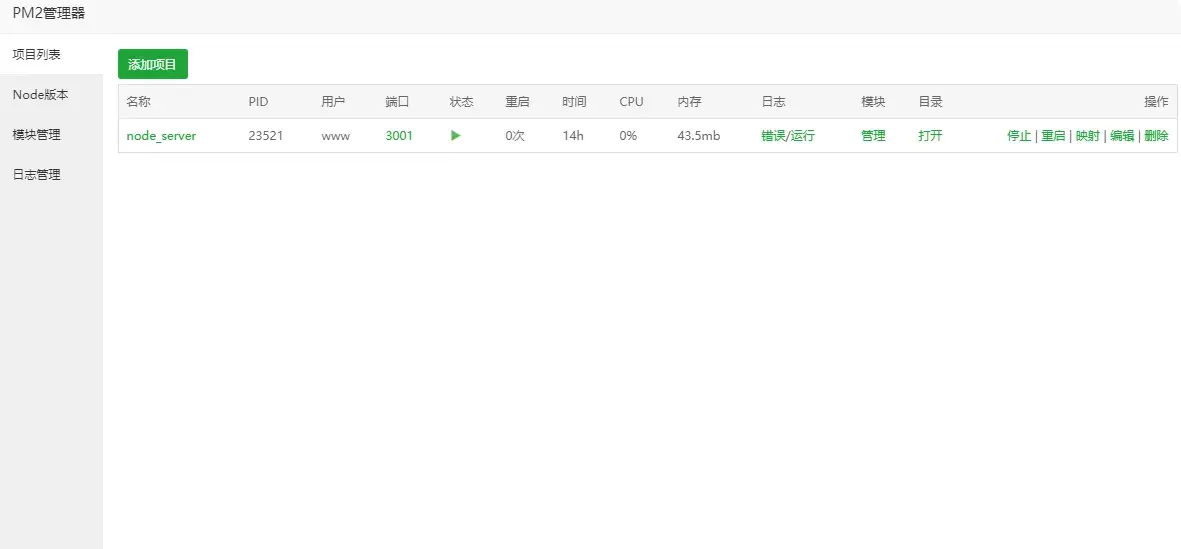 PM2管理器
项目列表
Node版本
模块管理
日志管理
添加项目
名称 PID 用户 端口 状态 重启 时间 CPU 内存 日志 模块 目录 操作
node_server 23521 www 3001 0次 14h 0% 43.5mb 错误/运行 管理 打开 停止 | 重启 | 映射 | 编辑 | 删除